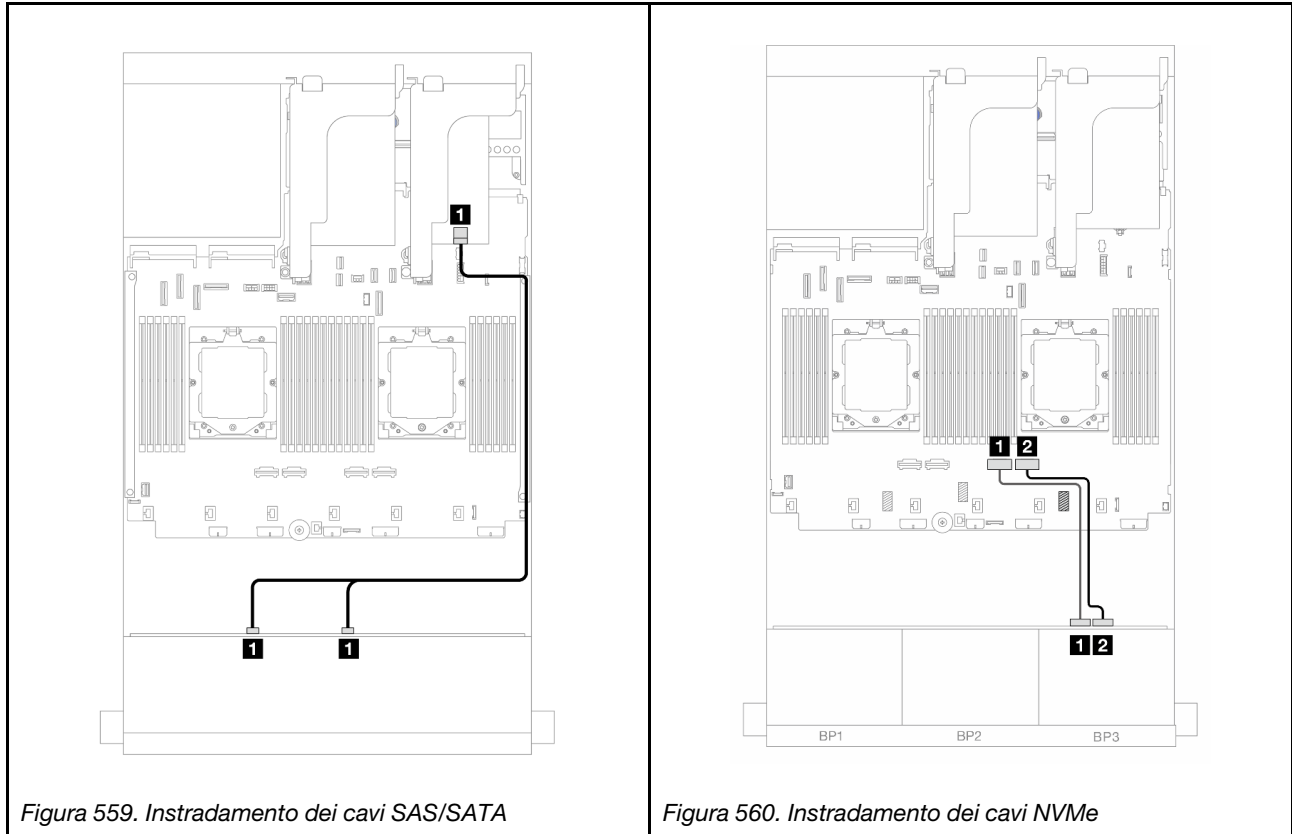 1
1
1
Figura 559. Instradamento dei cavi SAS/SATA
1 2
1 2
BP1 BP2 BP3
Figura 560. Instradamento dei cavi NVMe